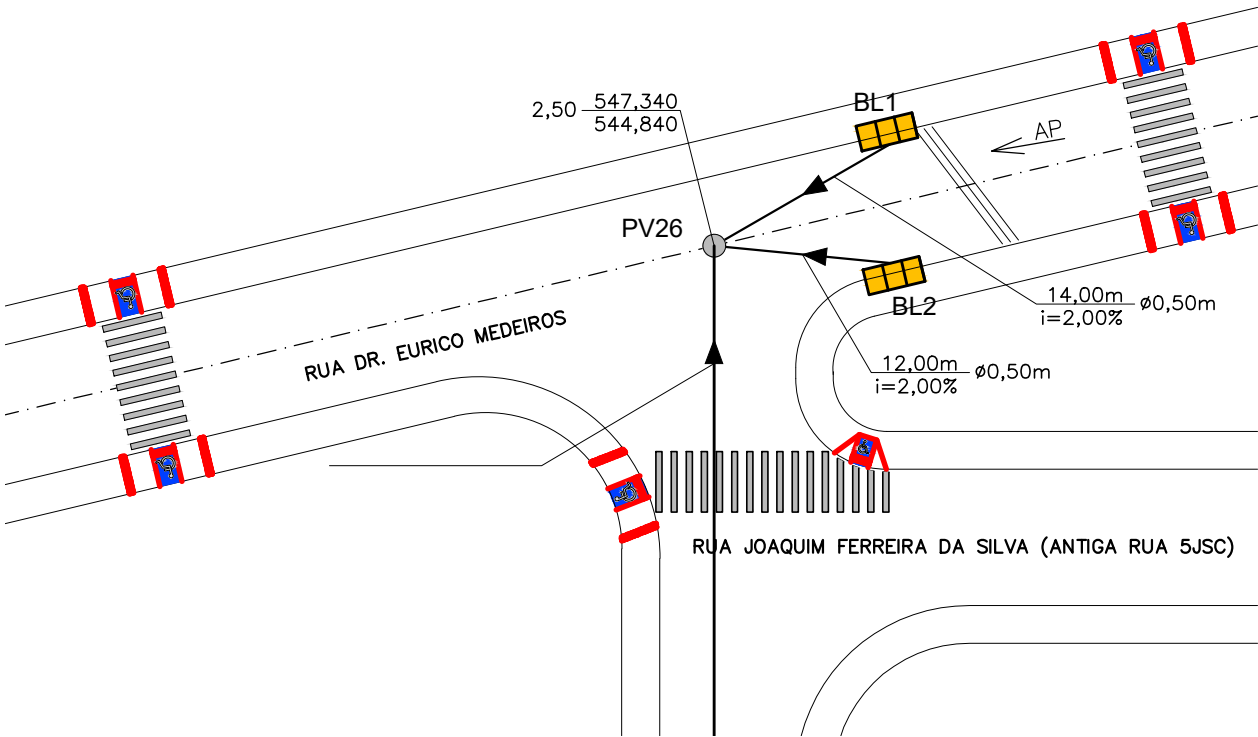 BL1
2,50 547,340
544,840
AP
PV26
BL2
14,00m ø0,50m
i=2,00%
RUA DR. EURICO MEDEIROS
12,00m ø0,50m
i=2,00%
RUA JOAQUIM FERREIRA DA SILVA (ANTIGA RUA 5JSC)